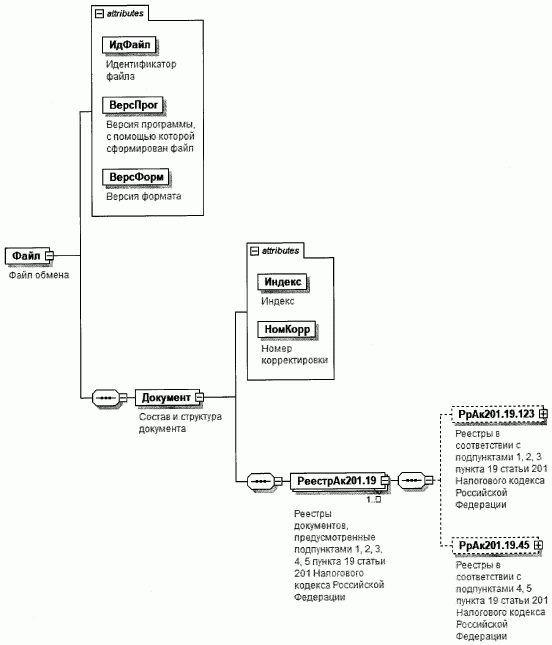 attributes
ИдФайл
Идентификатор
файла
ВерсПрог
Версия программы,
с помощью которой
сформирован файл
ВерсФорм
Версия формата
Файл
Файл обмена
attributes
Индекс
Индекс
НомКорр
Номер
корректировки
Документ
Состав и структура
документа
РеестрАк201.19
1..
Реестры
документов,
предусмотренные
подпунктами 1, 2, 3,
4, 5 пункта 19 статьи
201 Налогового
кодекса Российской
Федерации
РрАк201.19.123
Реестры в
соответствии с
подпунктами 1, 2, 3
пункта 19 статьи 201
Налогового кодекса
Российской
Федерации
РрАк201.19.45
Реестры в
соответствии с
подпунктами 4, 5
пункта 19 статьи 201
Налогового кодекса
Российской
Федерации